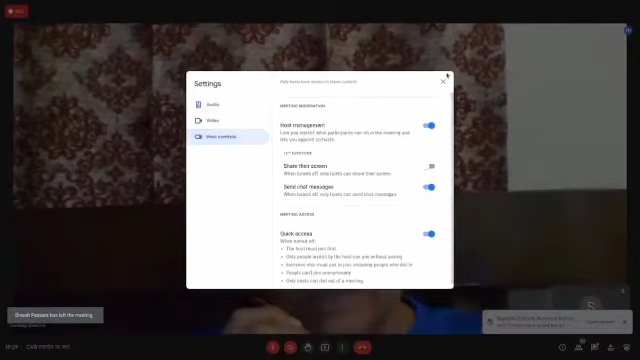 REC
Settings
Only hosts have access to these controls
Audio
MEETING MODERATION
Video
Host management
Host controls
Lets you restrict what participants can do in the meeting and
lets you appoint co-hosts
LET EVERYONE
Share their screen
When turned off, only hosts can share their screen
Send chat messages
When turned off, only hosts can send chat messages
MEETING ACCESS
Quick access
When turned off:
The host must join first
Only people invited by the host can join without asking
Everyone else must ask to join, including people who dial in
People can't join anonymously
Only hosts can dial out of a meeting
has left the meeting
S